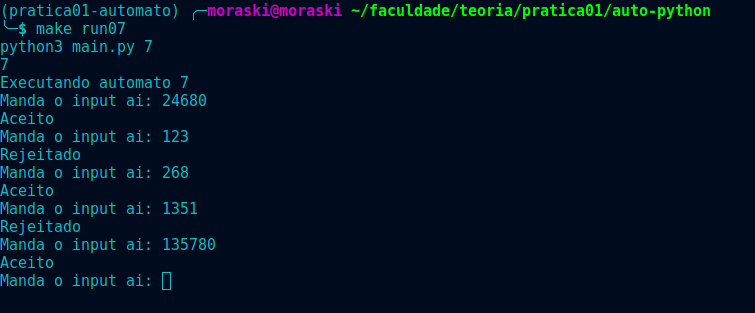 (pratica01-automato) ╭─moraski@moraski ~/faculdade/teoria/pratica01/auto-python
╰─$ make run07
python3 main.py 7
7
Executando automato 7
Manda o input ai: 24680
Aceito
Manda o input ai: 123
Rejeitado
Manda o input ai: 268
Aceito
Manda o input ai: 1351
Rejeitado
Manda o input ai: 135780
Aceito
Manda o input ai: